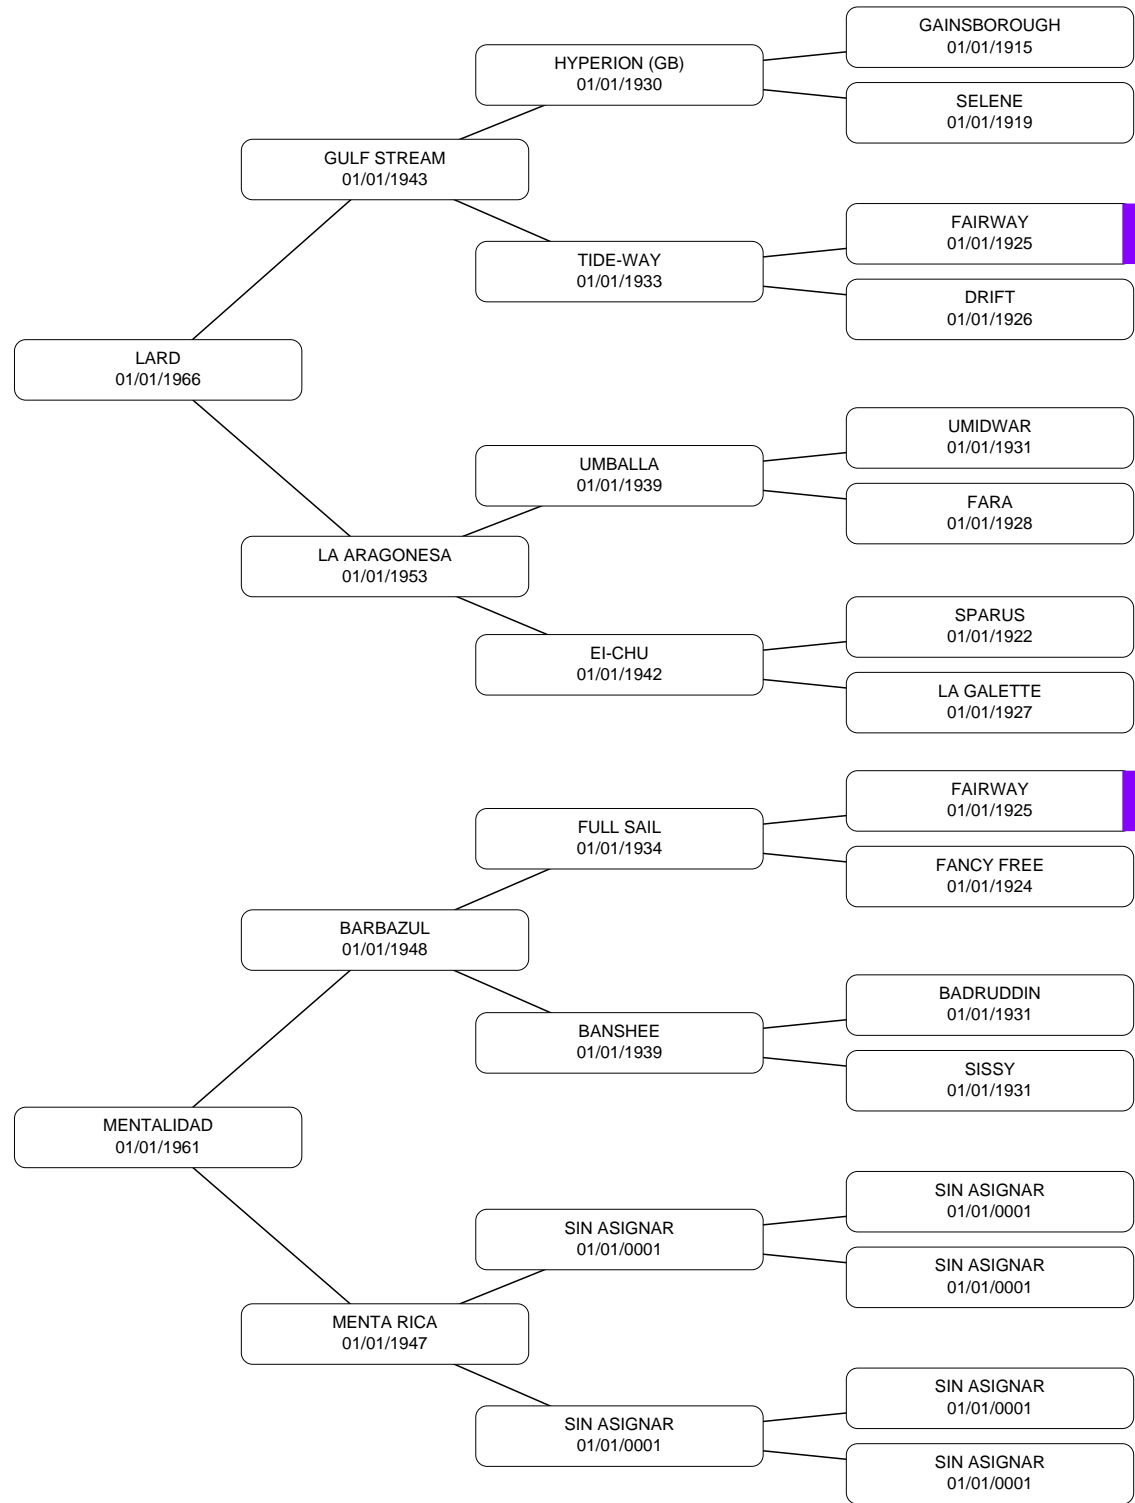 GAINSBOROUGH
01/01/1915
HYPERION (GB)
01/01/1930
SELENE
01/01/1919
GULF STREAM
01/01/1943
FAIRWAY
01/01/1925
TIDE-WAY
01/01/1933
DRIFT
01/01/1926
LARD
01/01/1966
UMIDWAR
01/01/1931
UMBALLA
01/01/1939
FARA
01/01/1928
LA ARAGONESA
01/01/1953
SPARUS
01/01/1922
EI-CHU
01/01/1942
LA GALETTE
01/01/1927
FAIRWAY
01/01/1925
FULL SAIL
01/01/1934
FANCY FREE
01/01/1924
BARBAZUL
01/01/1948
BADRUDDIN
01/01/1931
BANSHEE
01/01/1939
SISSY
01/01/1931
MENTALIDAD
01/01/1961
SIN ASIGNAR
01/01/0001
SIN ASIGNAR
01/01/0001
SIN ASIGNAR
01/01/0001
MENTA RICA
01/01/1947
SIN ASIGNAR
01/01/0001
SIN ASIGNAR
01/01/0001
SIN ASIGNAR
01/01/0001